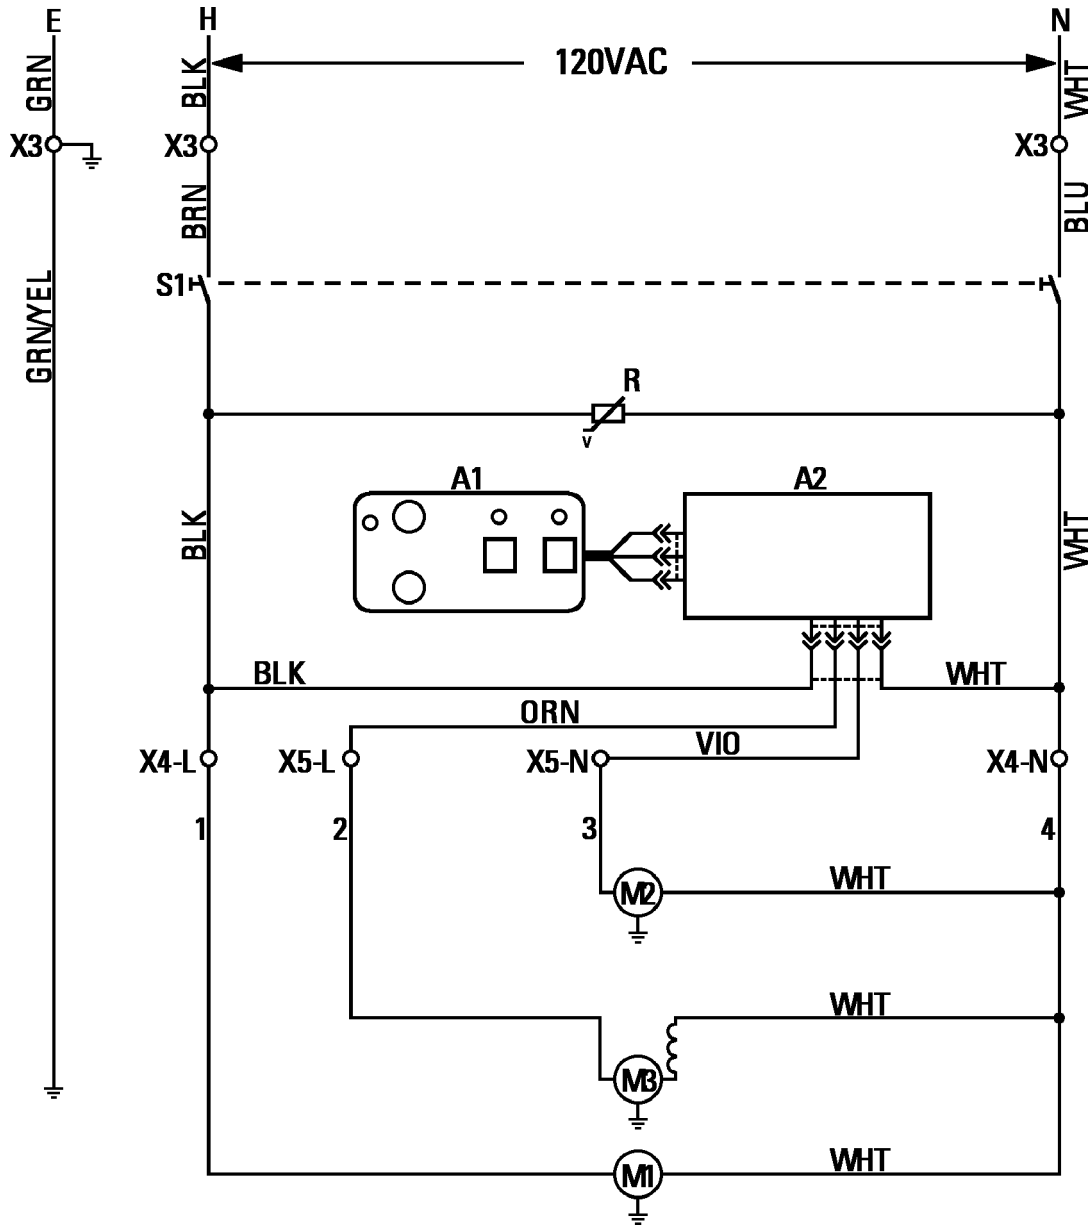 E
H
N
120VAC
GRN
BLK
WHT
X3
X3
X3
BRN
BLU
S1
GRN/YEL
R
v
A1
A2
BLK
WHT
BLK
WHT
ORN
VIO
X4-L
X5-L
X5-N
X4-N
1
2
3
4
WHT
M2
WHT
M3
WHT
M1